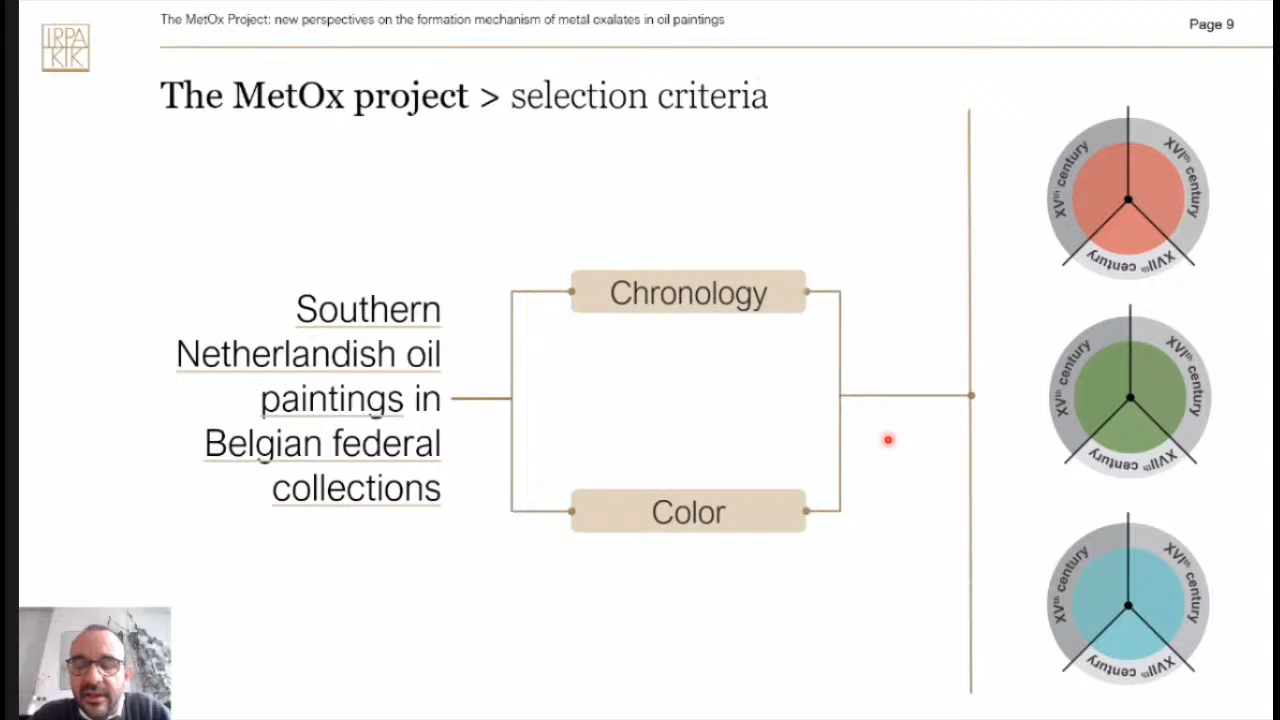 The MetOx Project: new perspectives on the formation mechanism of metal oxalates in oil paintings
Page 9
IRPA
KIK
The MetOx project > selection criteria
Southern
Netherlandish oil
paintings in
Belgian federal
collections
Chronology
Color
XVth century
XVIth century
XVIIth century
XVth century
XVIth century
XVIIth century
XVth century
XVIth century
XVIIth century